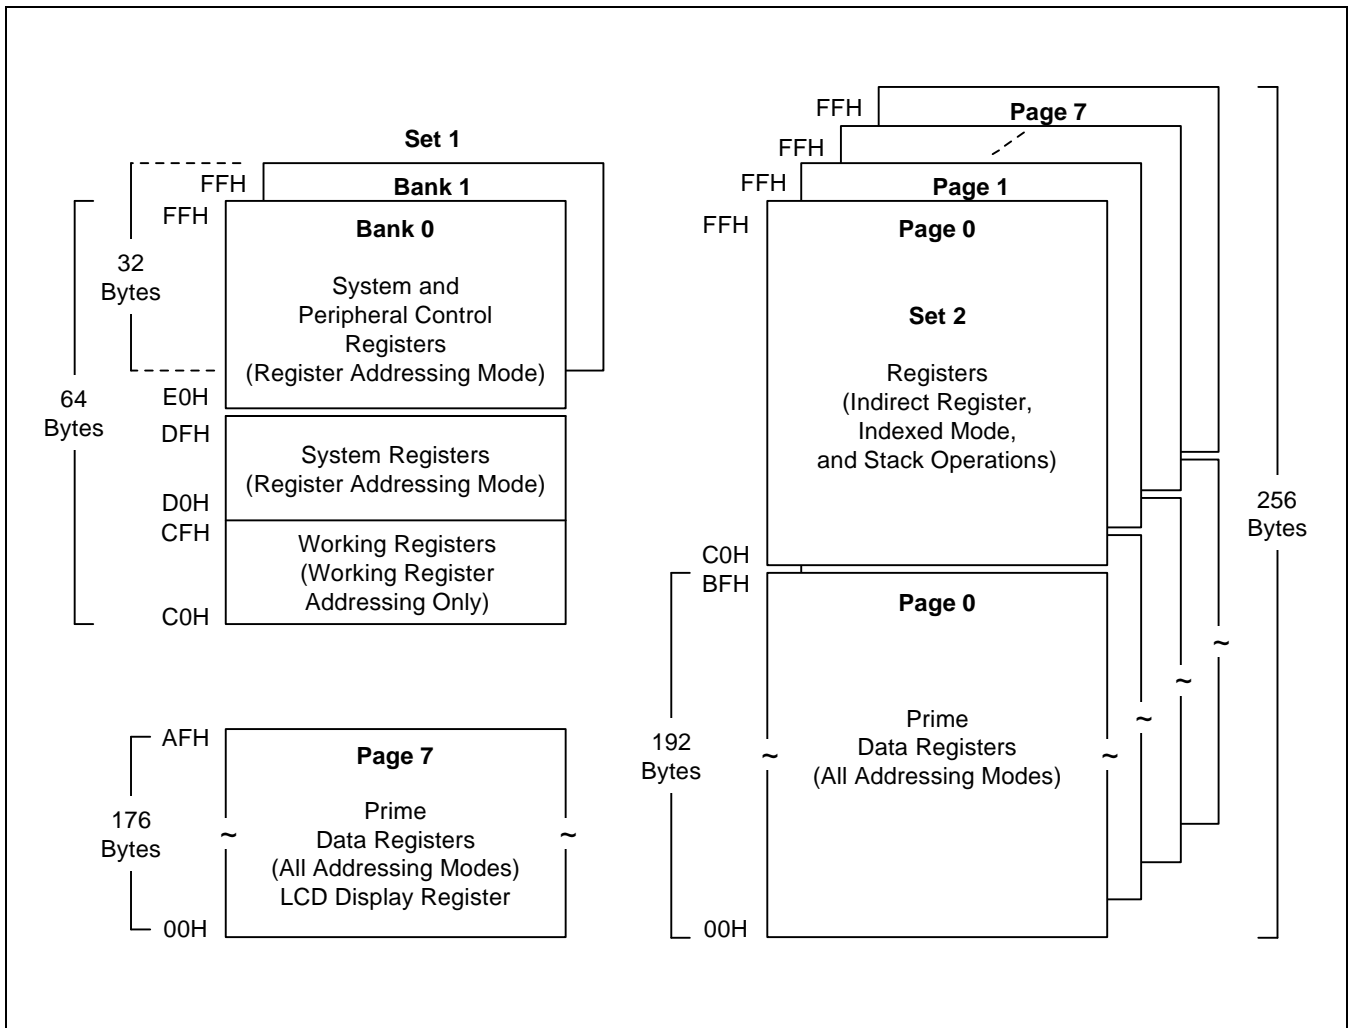 Set 1
FFH
Bank 1
FFH
Bank 0
32
Bytes
System and
Peripheral Control
Registers
(Register Addressing Mode)
E0H
64
Bytes
DFH
System Registers
(Register Addressing Mode)
D0H
CFH
Working Registers
(Working Register
Addressing Only)
C0H
AFH
Page 7
176
Bytes
Prime
~
~
Data Registers
(All Addressing Modes)
LCD Display Register
00H
FFH
Page 7
FFH
FFH
Page 1
FFH
Page 0
Set 2
Registers
(Indirect Register,
Indexed Mode,
and Stack Operations)
256
Bytes
C0H
BFH
Page 0
~
~
~
192
Bytes
Prime
Data Registers
(All Addressing Modes)
~
~
00H